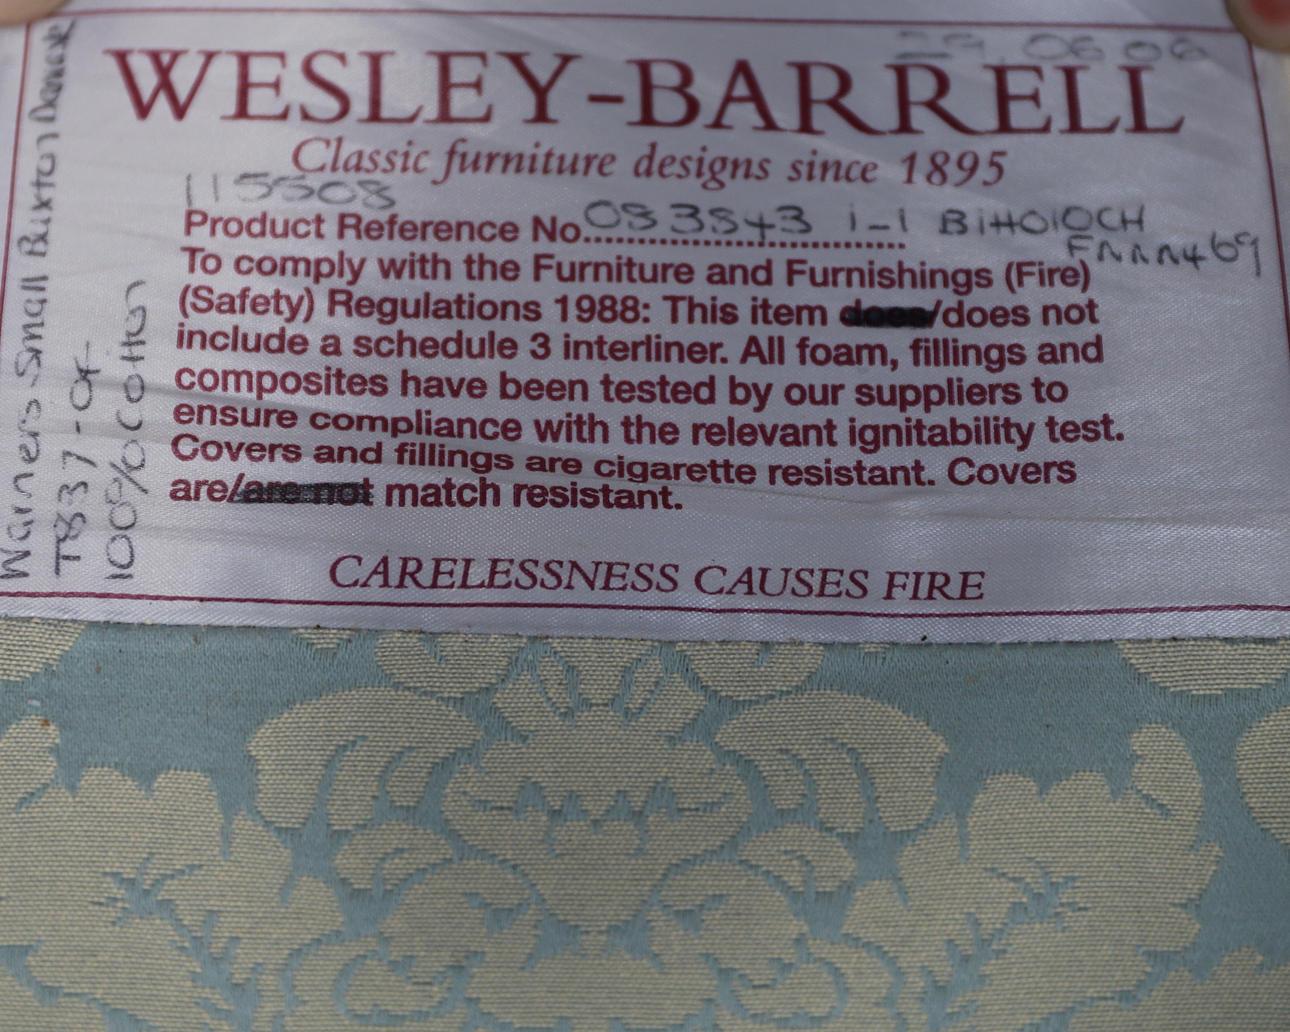 29.06.06
WESLEY-BARRELL
Classic furniture designs since 1895
115508
Product Reference No.................... 083843 1-1 BIHO10CH
To comply with the Furniture and Furnishings (Fire)
(Safety) Regulations 1988: This item does/does not
include a schedule 3 interliner. All foam, fillings and
composites have been tested by our suppliers to
ensure compliance with the relevant ignitability test.
Covers and fillings are cigarette resistant. Covers
are/are not match resistant.
CARELESSNESS CAUSES FIRE
Warners Small Buxton Damask
T837-04
100% Cotton